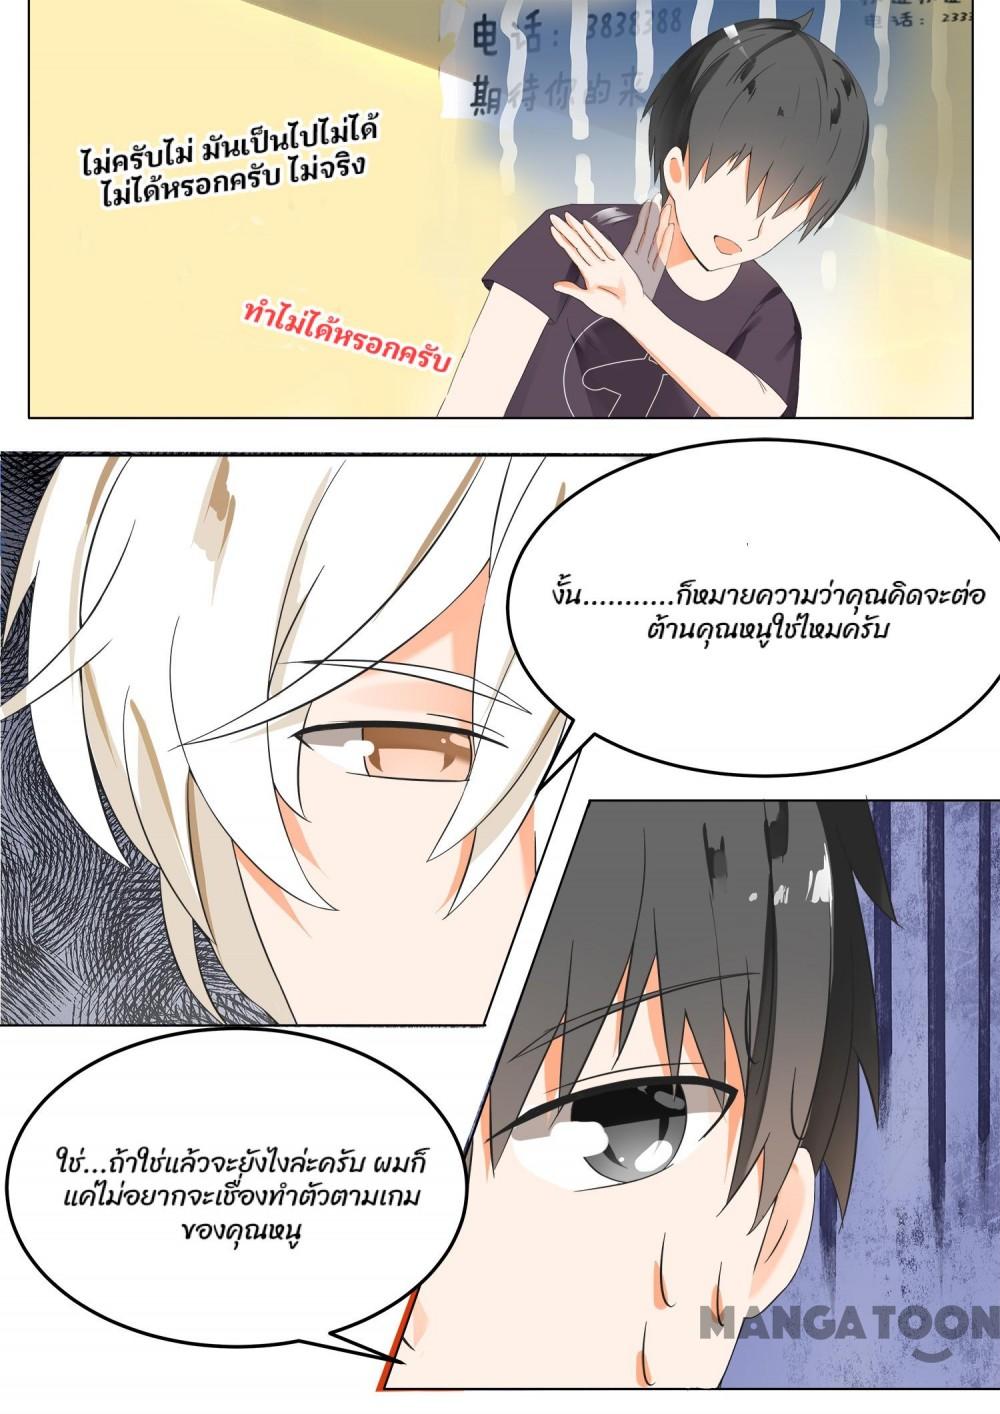 电话: 3838388
期待你的来
电话: 2333
ไม่ครับไม่ มันเป็นไปไม่ได้
ไม่ได้หรอกครับ ไม่จริง
ทำไม่ได้หรอกครับ
งั้น...........ก็หมายความว่าคุณคิดจะต่อ
ต้านคุณหนูใช่ไหมครับ
ใช่...ถ้าใช่แล้วจะยังไงล่ะครับ ผมก็
แค่ไม่อยากจะเชื่องทำตัวตามเกม
ของคุณหนู
MANGATOON